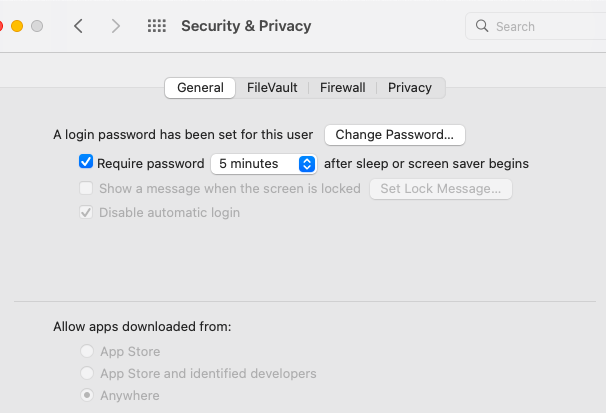 Security & Privacy
Search
General FileVault Firewall Privacy
A login password has been set for this user Change Password...
Require password 5 minutes after sleep or screen saver begins
Show a message when the screen is locked Set Lock Message...
Disable automatic login
Allow apps downloaded from:
App Store
App Store and identified developers
Anywhere